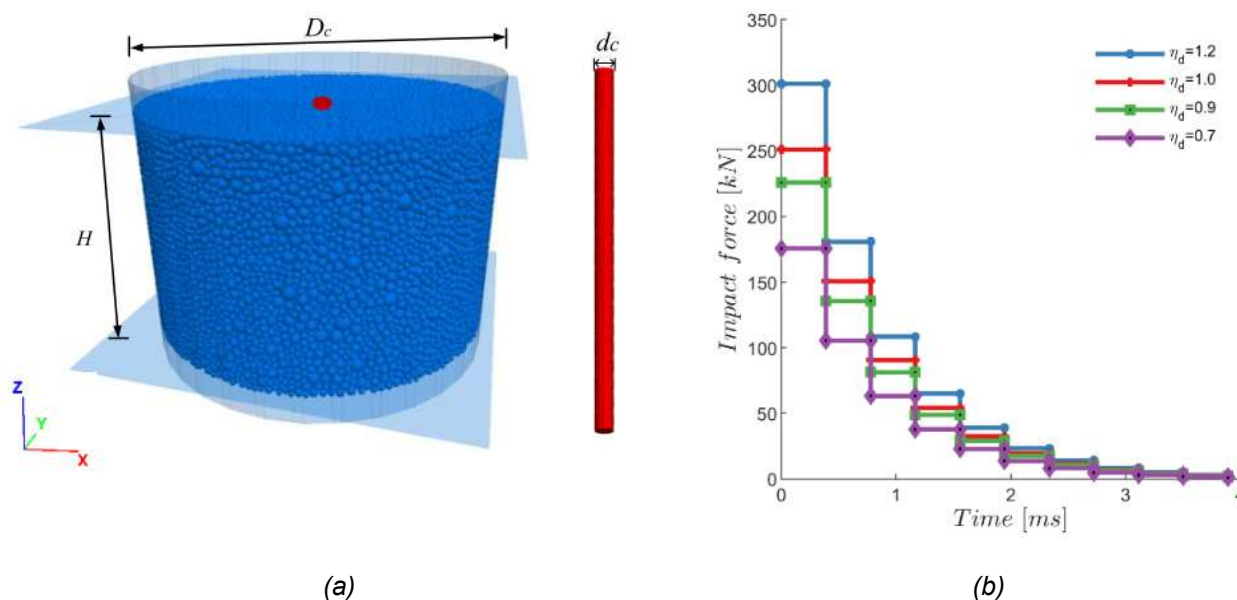 Dc
dc
H
Z
Y
X
(a)
350
300
250
200
150
100
50
0
Impact force [kN]
0
1
2
3
4
Time [ms]
ηd=1.2
ηd=1.0
ηd=0.9
ηd=0.7
(b)